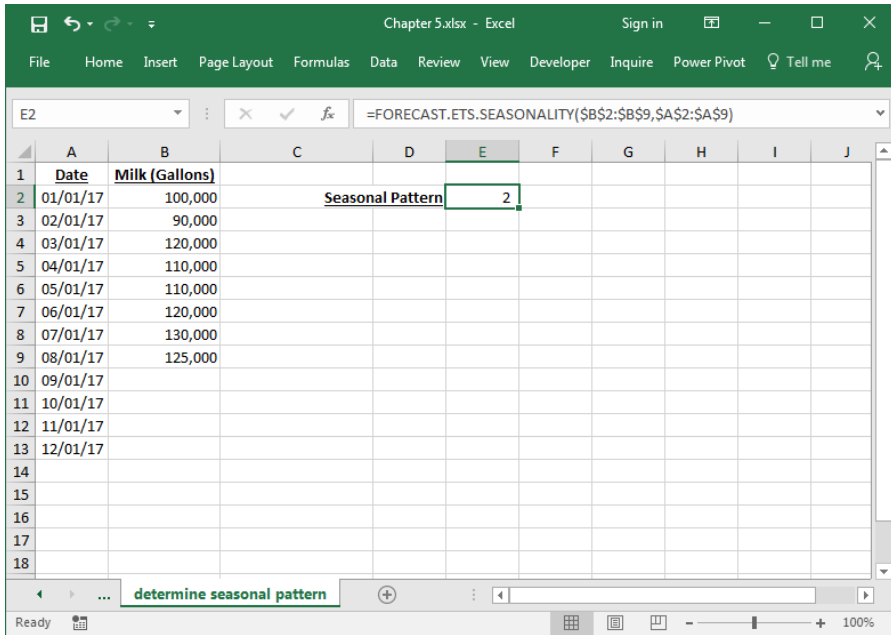 Chapter 5.xlsx - Excel Sign in
File Home Insert Page Layout Formulas Data Review View Developer Inquire Power Pivot Tell me
E2 fx =FORECAST.ETS.SEASONALITY($B$2:$B$9,$A$2:$A$9)
A B C D E F G H I J
1 Date Milk (Gallons)
2 01/01/17 100,000 Seasonal Pattern 2
3 02/01/17 90,000
4 03/01/17 120,000
5 04/01/17 110,000
6 05/01/17 110,000
7 06/01/17 120,000
8 07/01/17 130,000
9 08/01/17 125,000
10 09/01/17
11 10/01/17
12 11/01/17
13 12/01/17
14
15
16
17
18
... determine seasonal pattern
Ready 100%